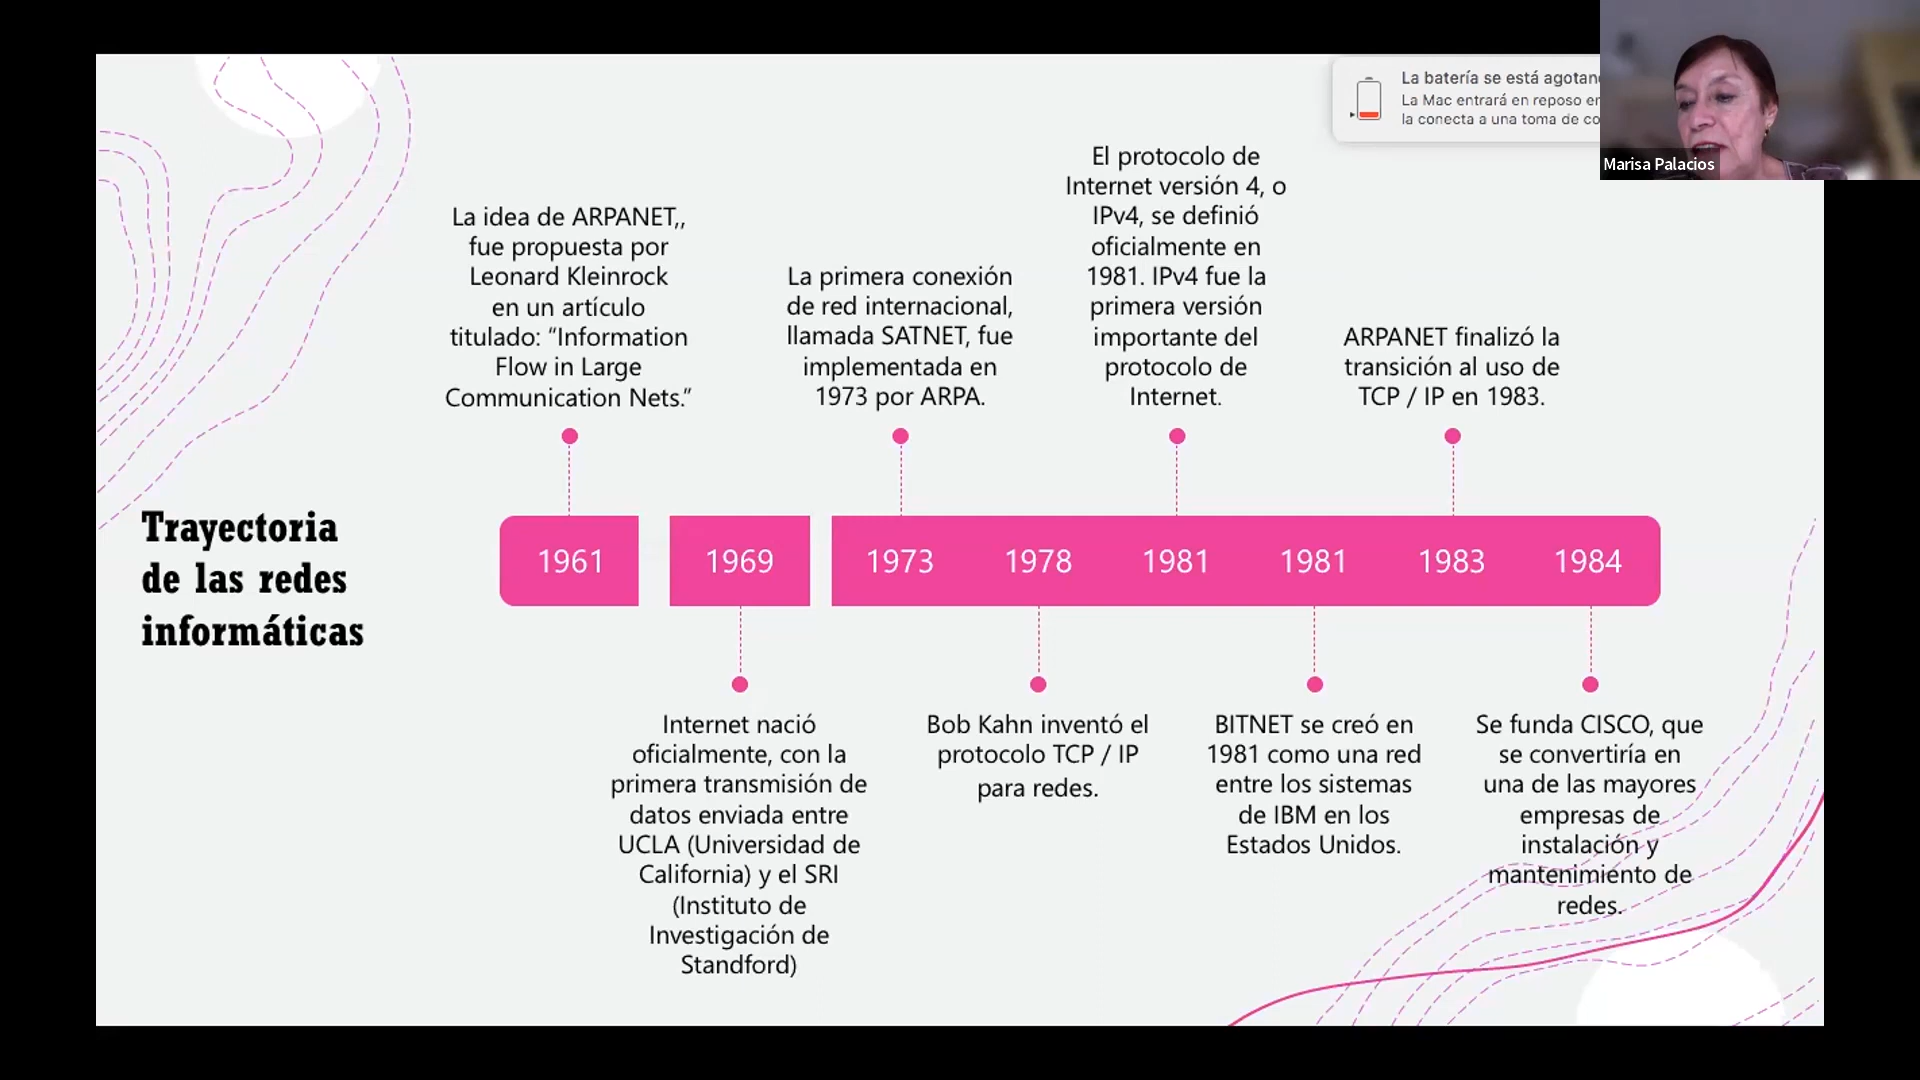 La batería se está agotan
La Mac entrará en reposo en
la conecta a una toma de co
Marisa Palacios
Trayectoria
de las redes
informáticas
La idea de ARPANET,,
fue propuesta por
Leonard Kleinrock
en un artículo
titulado: “Information
Flow in Large
Communication Nets.”
La primera conexión
de red internacional,
llamada SATNET, fue
implementada en
1973 por ARPA.
El protocolo de
Internet versión 4, o
IPv4, se definió
oficialmente en
1981. IPv4 fue la
primera versión
importante del
protocolo de
Internet.
ARPANET finalizó la
transición al uso de
TCP / IP en 1983.
1961 1969 1973 1978 1981 1981 1983 1984
Internet nació
oficialmente, con la
primera transmisión de
datos enviada entre
UCLA (Universidad de
California) y el SRI
(Instituto de
Investigación de
Standford)
Bob Kahn inventó el
protocolo TCP / IP
para redes.
BITNET se creó en
1981 como una red
entre los sistemas
de IBM en los
Estados Unidos.
Se funda CISCO, que
se convertiría en
una de las mayores
empresas de
instalación y
mantenimiento de
redes.